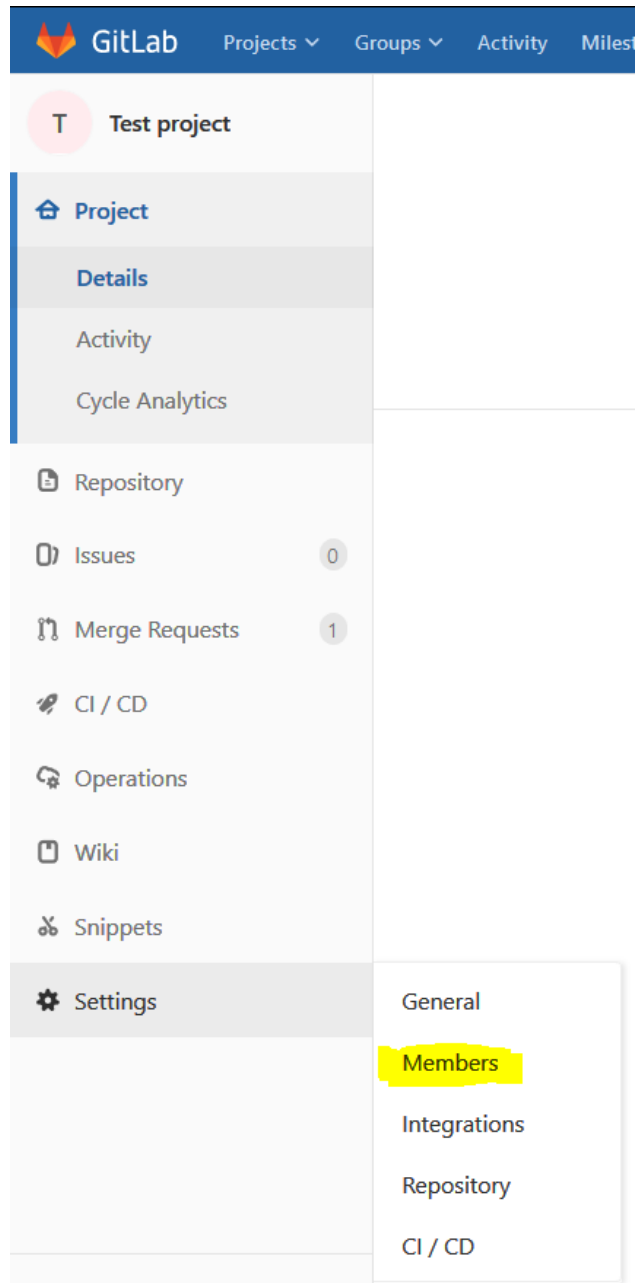 GitLab Projects Groups Activity Milest
T Test project
Project
Details
Activity
Cycle Analytics
Repository
Issues 0
Merge Requests 1
CI / CD
Operations
Wiki
Snippets
Settings
General
Members
Integrations
Repository
CI / CD